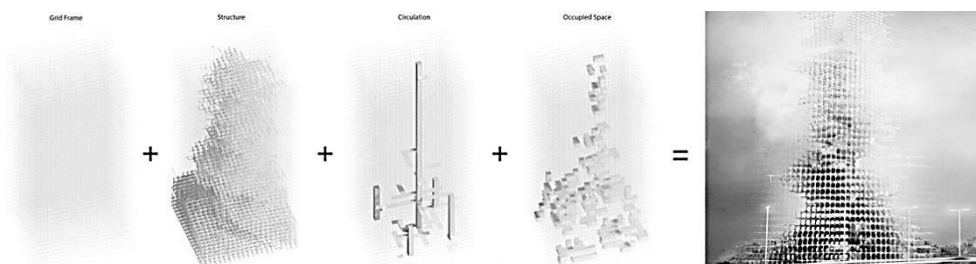 Grid Frame
Structure
Circulation
Occupied Space
+
+
+
=